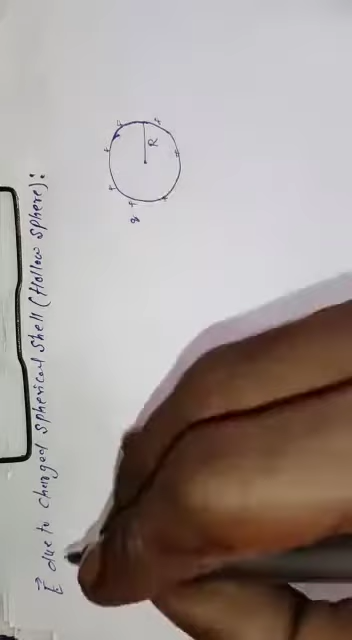 E⃗ due to charged spherical shell (Hollow sphere):
R
q
+ + + + + + + +